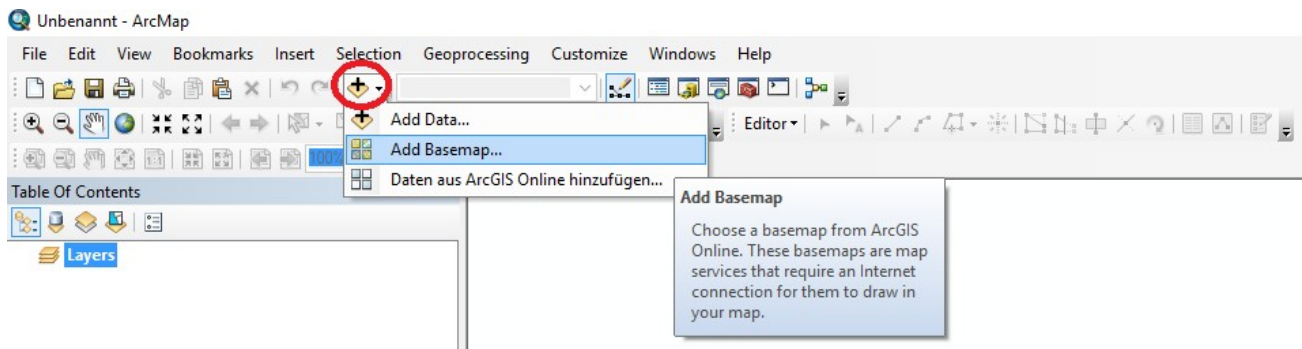 Unbenannt - ArcMap
File Edit View Bookmarks Insert Selection Geoprocessing Customize Windows Help
Add Data...
Editor
Add Basemap...
100%
Daten aus ArcGIS Online hinzufügen...
Table Of Contents
Layers
Add Basemap
Choose a basemap from ArcGIS
Online. These basemaps are map
services that require an Internet
connection for them to draw in
your map.